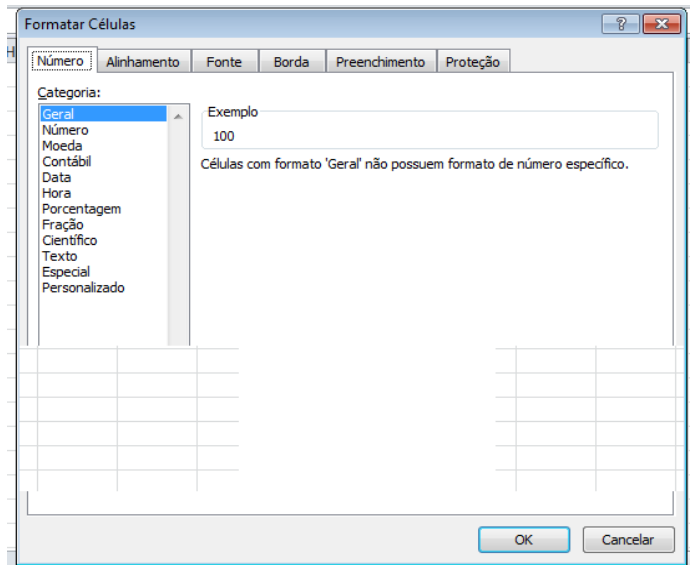 Formatar Células
H
Número Alinhamento Fonte Borda Preenchimento Proteção
Categoria:
Geral
Número
Moeda
Contábil
Data
Hora
Porcentagem
Fração
Científico
Texto
Especial
Personalizado
Exemplo
100
Células com formato 'Geral' não possuem formato de número específico.
OK Cancelar